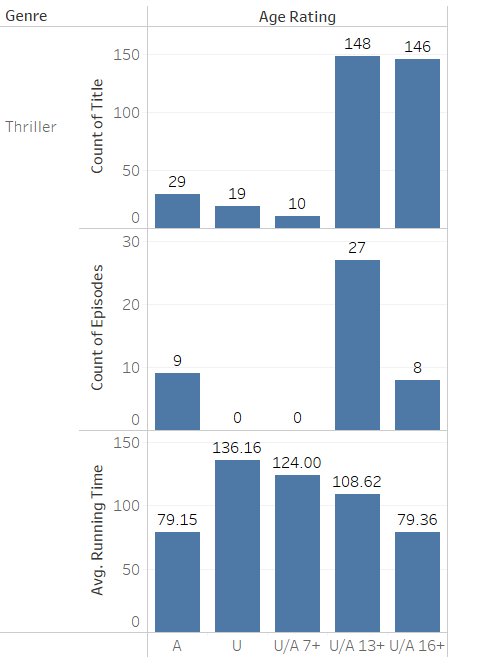 Genre
Age Rating
Thriller
Count of Title
150
100
50
0
29
19
10
148
146
Count of Episodes
30
20
10
0
9
0
0
27
8
Avg. Running Time
150
100
50
0
79.15
136.16
124.00
108.62
79.36
A
U
U/A 7+
U/A 13+
U/A 16+